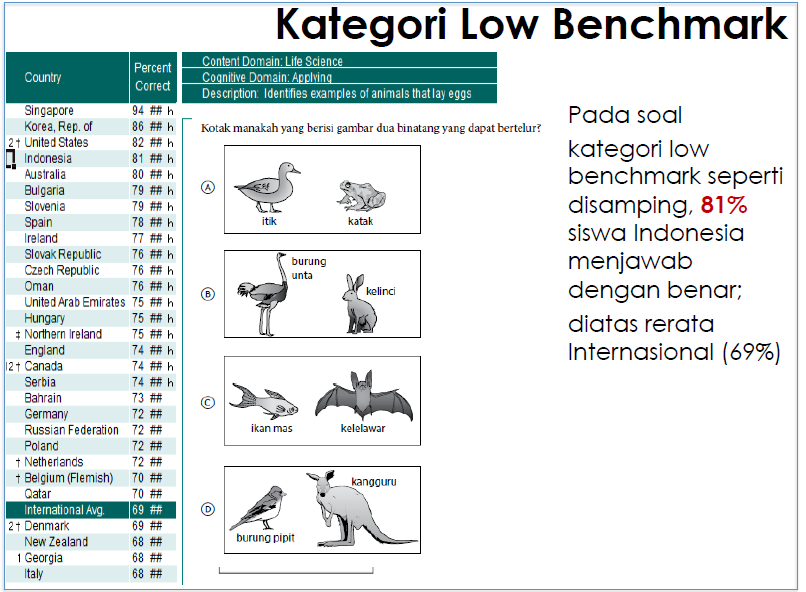 Kategori Low Benchmark
Country Percent Correct
Singapore 94 ## h
Korea, Rep. of 86 ## h
2 † United States 82 ## h
Indonesia 81 ## h
Australia 80 ## h
Bulgaria 79 ## h
Slovenia 79 ## h
Spain 78 ## h
Ireland 77 ## h
Slovak Republic 76 ## h
Czech Republic 76 ## h
Oman 76 ## h
United Arab Emirates 75 ## h
Hungary 75 ## h
‡ Northern Ireland 75 ## h
England 74 ## h
12 † Canada 74 ## h
Serbia 74 ## h
Bahrain 73 ##
Germany 72 ##
Russian Federation 72 ##
Poland 72 ##
† Netherlands 72 ##
† Belgium (Flemish) 70 ##
Qatar 70 ##
International Avg. 69 ##
2 † Denmark 69 ##
New Zealand 68 ##
1 Georgia 68 ##
Italy 68 ##
Content Domain: Life Science
Cognitive Domain: Applying
Description: Identifies examples of animals that lay eggs
Kotak manakah yang berisi gambar dua binatang yang dapat bertelur?
A
itik katak
B
burung
unta
kelinci
C
ikan mas kelelawar
D
kangguru
burung pipit
Pada soal
kategori low
benchmark seperti
disamping, 81%
siswa Indonesia
menjawab
dengan benar;
diatas rerata
Internasional (69%)